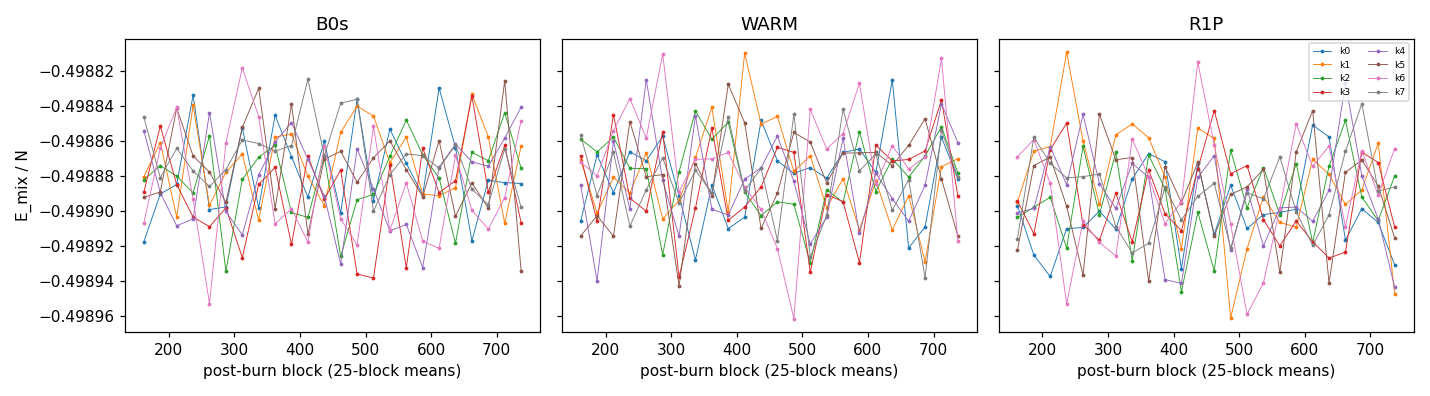 B0s
WARM
R1P
E_mix / N
−0.49882
−0.49884
−0.49886
−0.49888
−0.49890
−0.49892
−0.49894
−0.49896
k0 k4
k1 k5
k2 k6
k3 k7
200 300 400 500 600 700
200 300 400 500 600 700
200 300 400 500 600 700
post-burn block (25-block means)
post-burn block (25-block means)
post-burn block (25-block means)